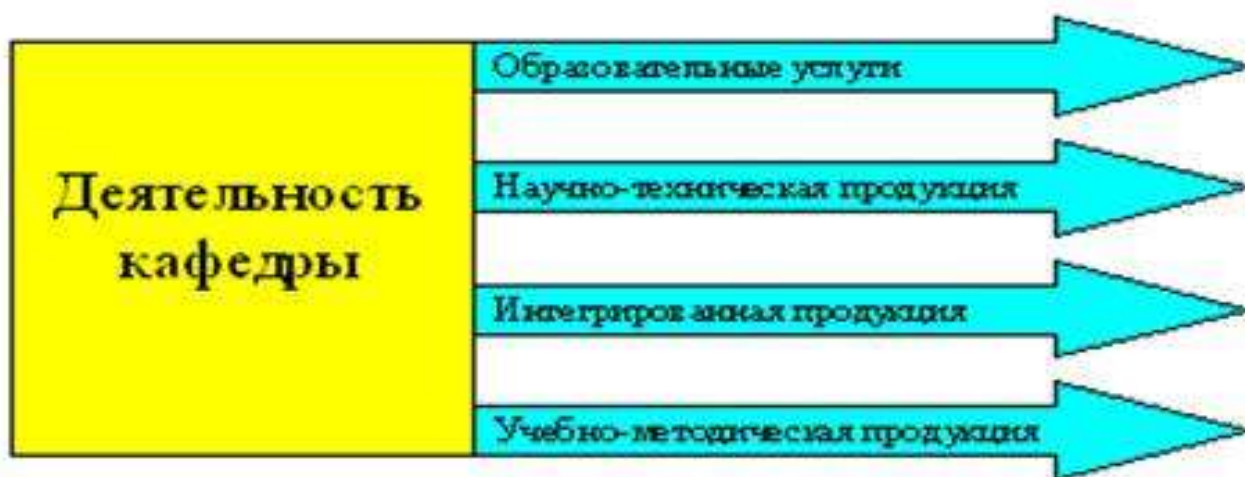 Деятельность
кафедры
Образовательные услуги
Научно-техническая продукция
Интегрированная продукция
Учебно-методическая продукция